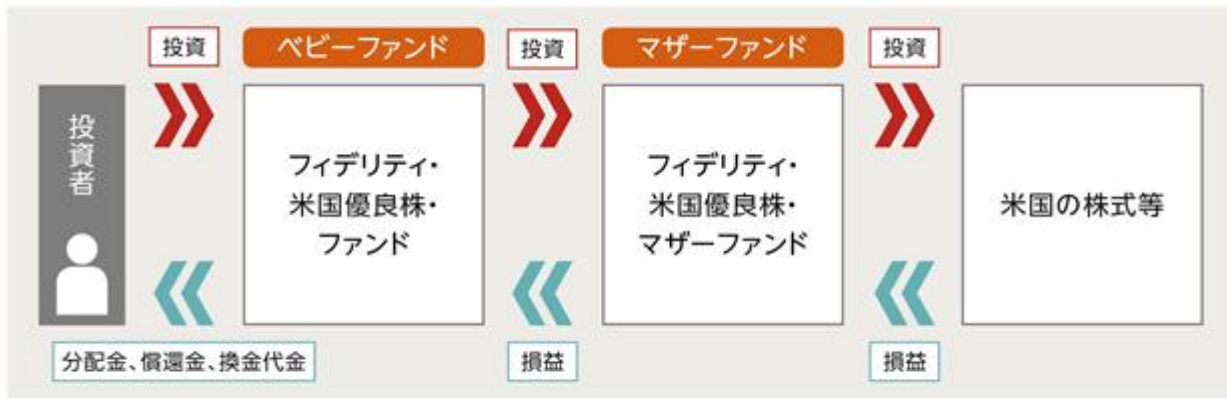 投資
ベビーファンド
投資
マザーファンド
投資
投資者
フィデリティ・
米国優良株・
ファンド
フィデリティ・
米国優良株・
マザーファンド
米国の株式等
分配金、償還金、換金代金
損益
損益